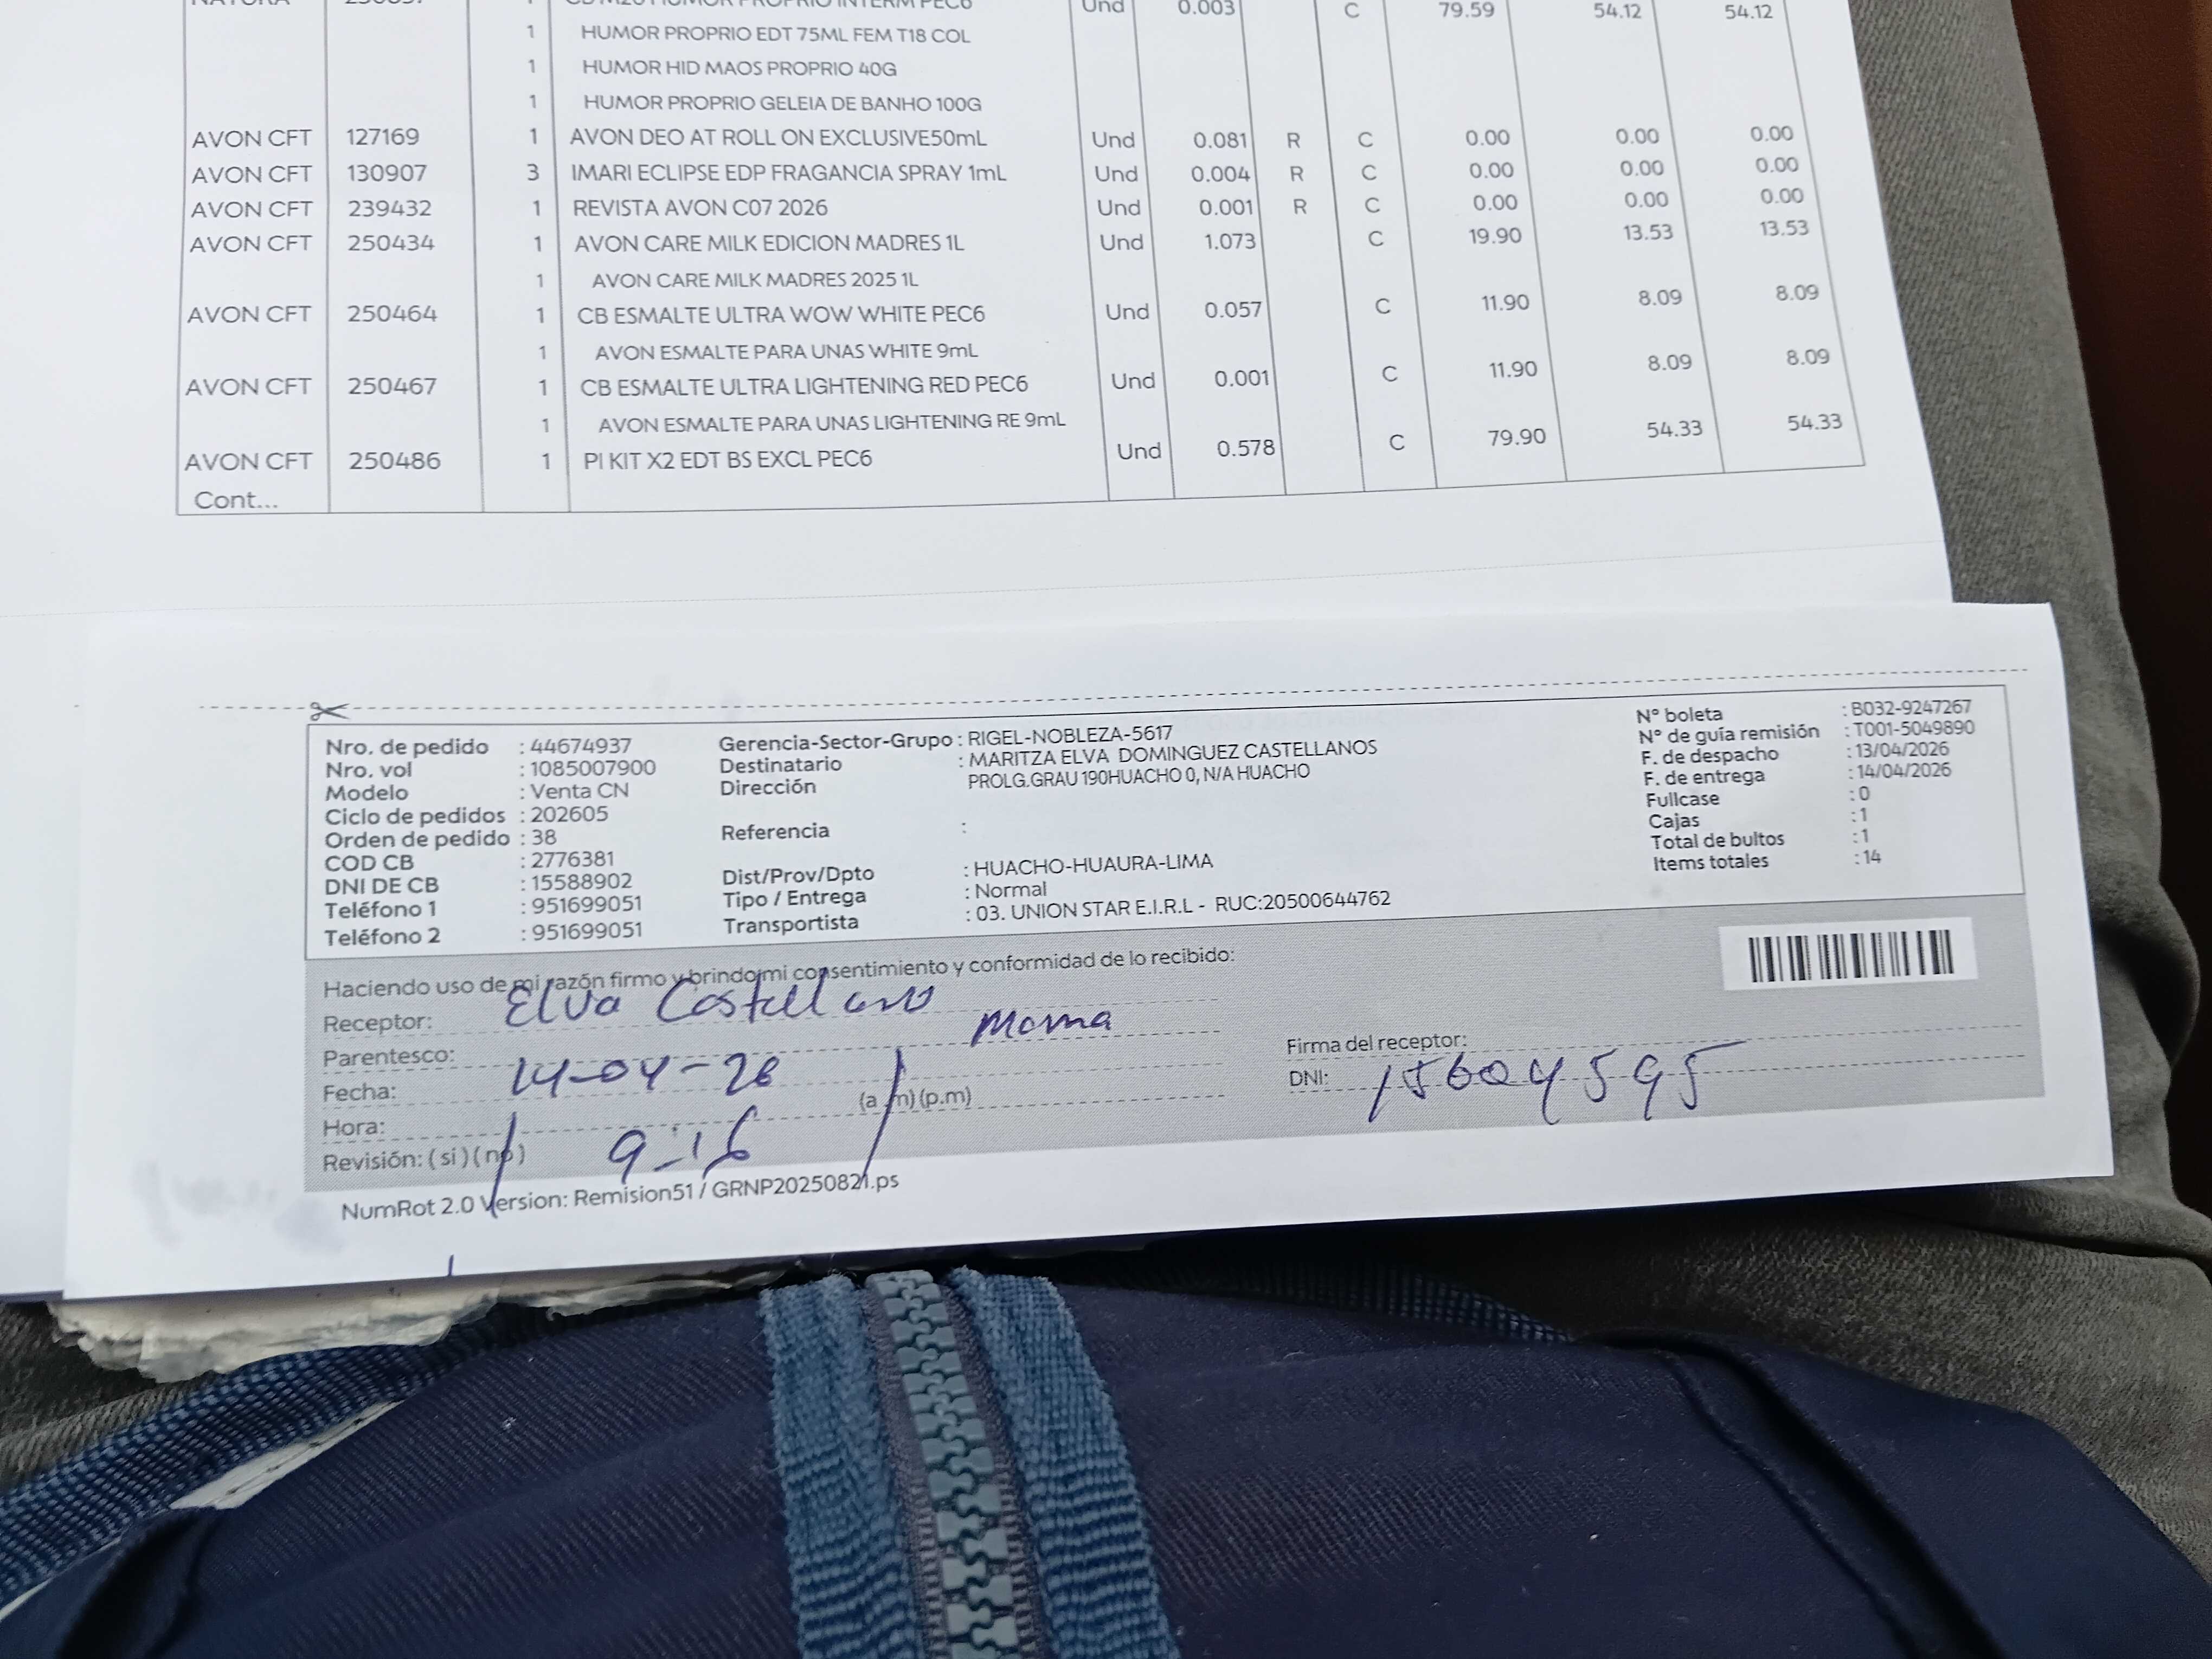 1 HUMOR PROPRIO INTERM PEC6 Und 0.003 C 79.59 54.12 54.12
1 HUMOR PROPRIO EDT 75ML FEM T18 COL
1 HUMOR HID MAOS PROPRIO 40G
1 HUMOR PROPRIO GELEIA DE BANHO 100G
AVON CFT 127169 1 AVON DEO AT ROLL ON EXCLUSIVE50mL Und 0.081 R C 0.00 0.00 0.00
AVON CFT 130907 3 IMARI ECLIPSE EDP FRAGANCIA SPRAY 1mL Und 0.004 R C 0.00 0.00 0.00
AVON CFT 239432 1 REVISTA AVON C07 2026 Und 0.001 R C 0.00 0.00 0.00
AVON CFT 250434 1 AVON CARE MILK EDICION MADRES 1L Und 1.073 C 19.90 13.53 13.53
1 AVON CARE MILK MADRES 2025 1L
AVON CFT 250464 1 CB ESMALTE ULTRA WOW WHITE PEC6 Und 0.057 C 11.90 8.09 8.09
1 AVON ESMALTE PARA UNAS WHITE 9mL
AVON CFT 250467 1 CB ESMALTE ULTRA LIGHTENING RED PEC6 Und 0.001 C 11.90 8.09 8.09
1 AVON ESMALTE PARA UNAS LIGHTENING RE 9mL
AVON CFT 250486 1 PI KIT X2 EDT BS EXCL PEC6 Und 0.578 C 79.90 54.33 54.33
Cont...
Nro. de pedido : 44674937
Nro. vol : 1085007900
Modelo : Venta CN
Ciclo de pedidos : 202605
Orden de pedido : 38
COD CB : 2776381
DNI DE CB : 15588902
Teléfono 1 : 951699051
Teléfono 2 : 951699051
Gerencia-Sector-Grupo : RIGEL-NOBLEZA-5617
Destinatario : MARITZA ELVA DOMINGUEZ CASTELLANOS
Dirección PROLG.GRAU 190HUACHO 0, N/A HUACHO
Referencia :
Dist/Prov/Dpto : HUACHO-HUAURA-LIMA
Tipo / Entrega : Normal
Transportista : 03. UNION STAR E.I.R.L - RUC:20500644762
N° boleta : B032-9247267
N° de guía remisión : T001-5049890
F. de despacho : 13/04/2026
F. de entrega : 14/04/2026
Fullcase : 0
Cajas : 1
Total de bultos : 1
Items totales : 14
Haciendo uso de mi razón firmo y brindo mi consentimiento y conformidad de lo recibido:
Receptor: Elva Castellano
Parentesco: Mama
Fecha: 14-04-26
Hora: 9-16 (a.m)(p.m)
Revisión: (si)(no)
Firma del receptor:
DNI: 15604595
NumRot 2.0 Version: Remision51 / GRNP20250821.ps